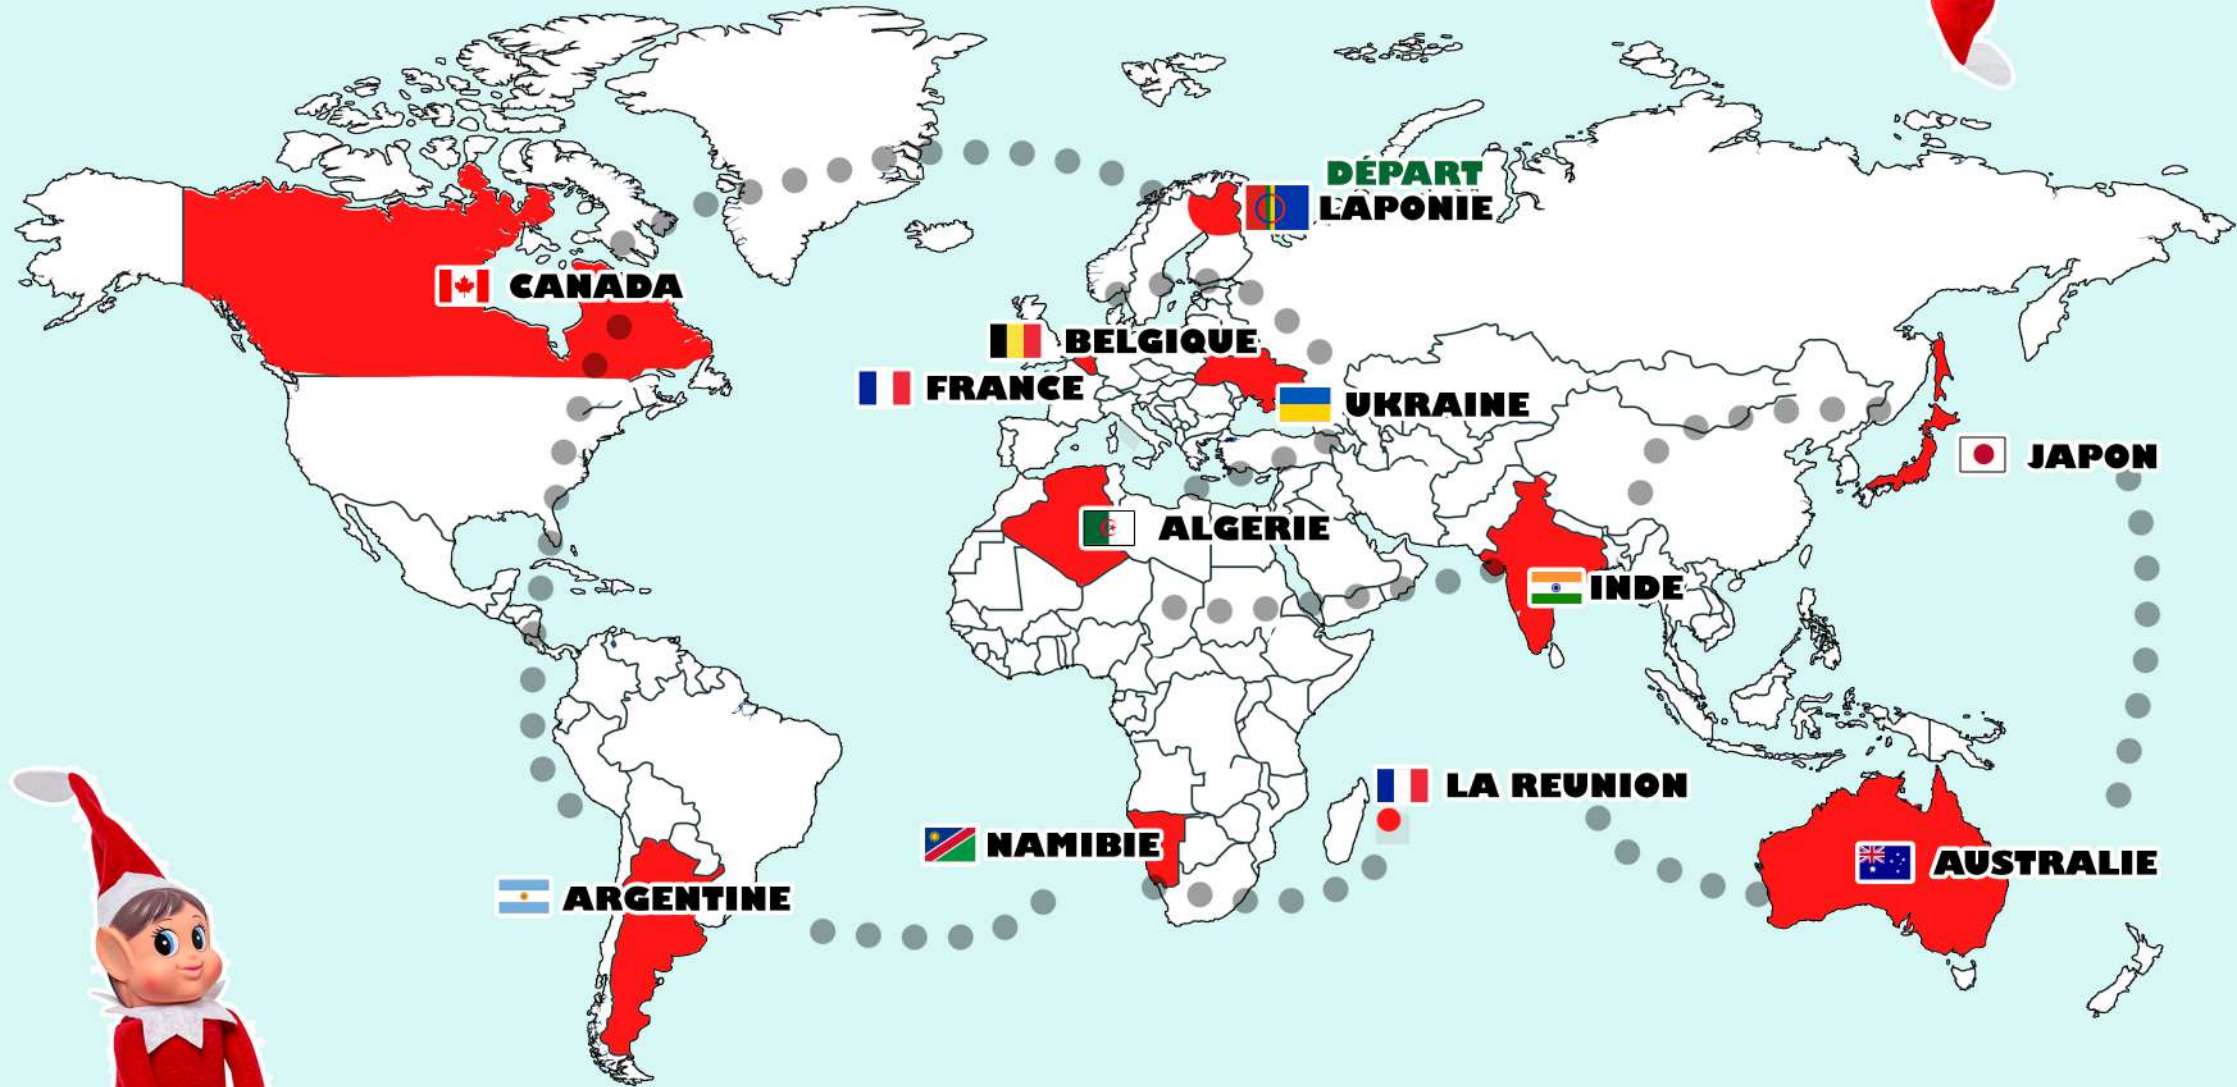 DÉPART
LAPONIE
CANADA
BELGIQUE
FRANCE
UKRAINE
JAPON
ALGERIE
INDE
LA REUNION
NAMIBIE
AUSTRALIE
ARGENTINE